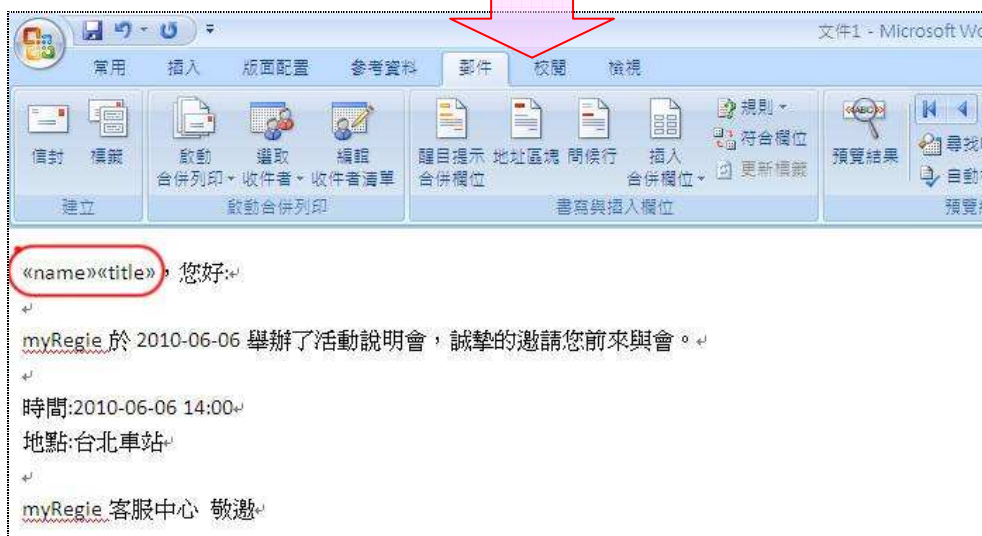 文件1 - Microsoft Wo
常用 插入 版面配置 參考資料 郵件 校閱 檢視
信封 標籤 啟動合併列印 選取收件者 編輯收件者清單 醒目提示合併欄位 地址區塊 問候行 插入合併欄位 規則 符合欄位 更新標籤 預覽結果 尋找 自動
建立 啟動合併列印 書寫與插入欄位 預覽
«name»«title»，您好:
myRegie 於 2010-06-06 舉辦了活動說明會，誠摯的邀請您前來與會。
時間:2010-06-06 14:00
地點:台北車站
myRegie 客服中心 敬邀